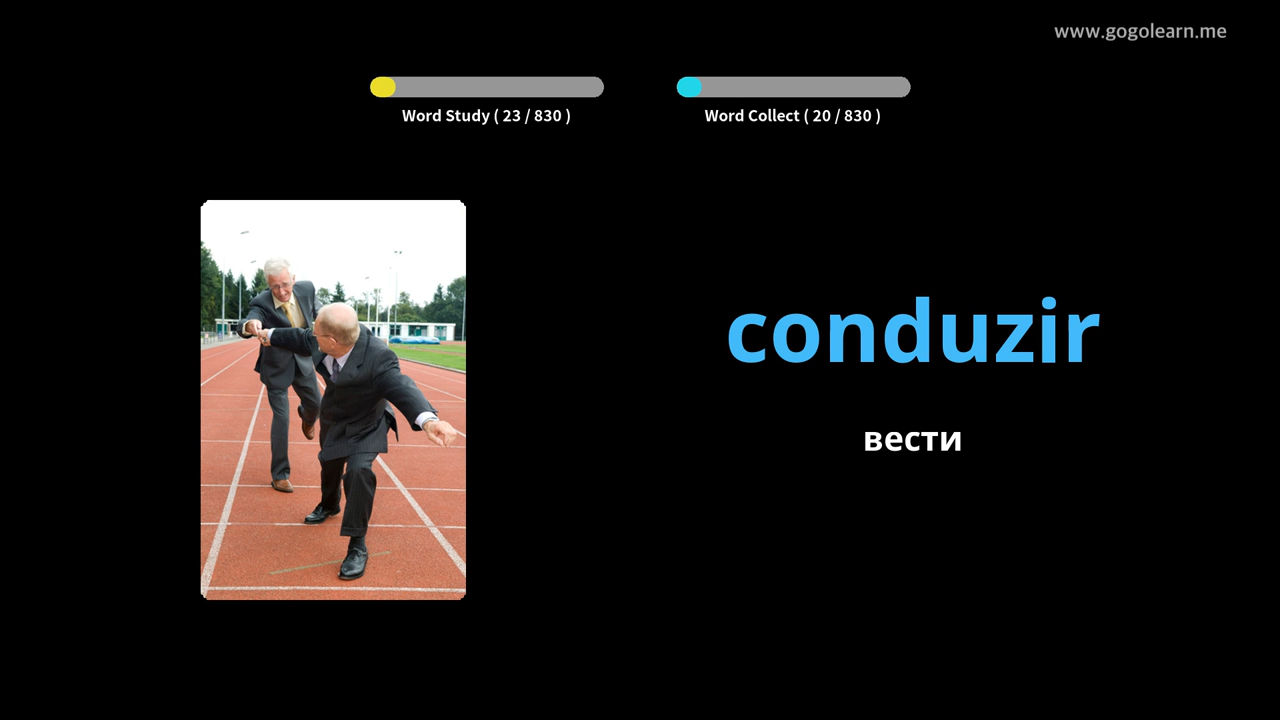 www.gogolearn.me
Word Study ( 23 / 830 )
Word Collect ( 20 / 830 )
conduzir
вести